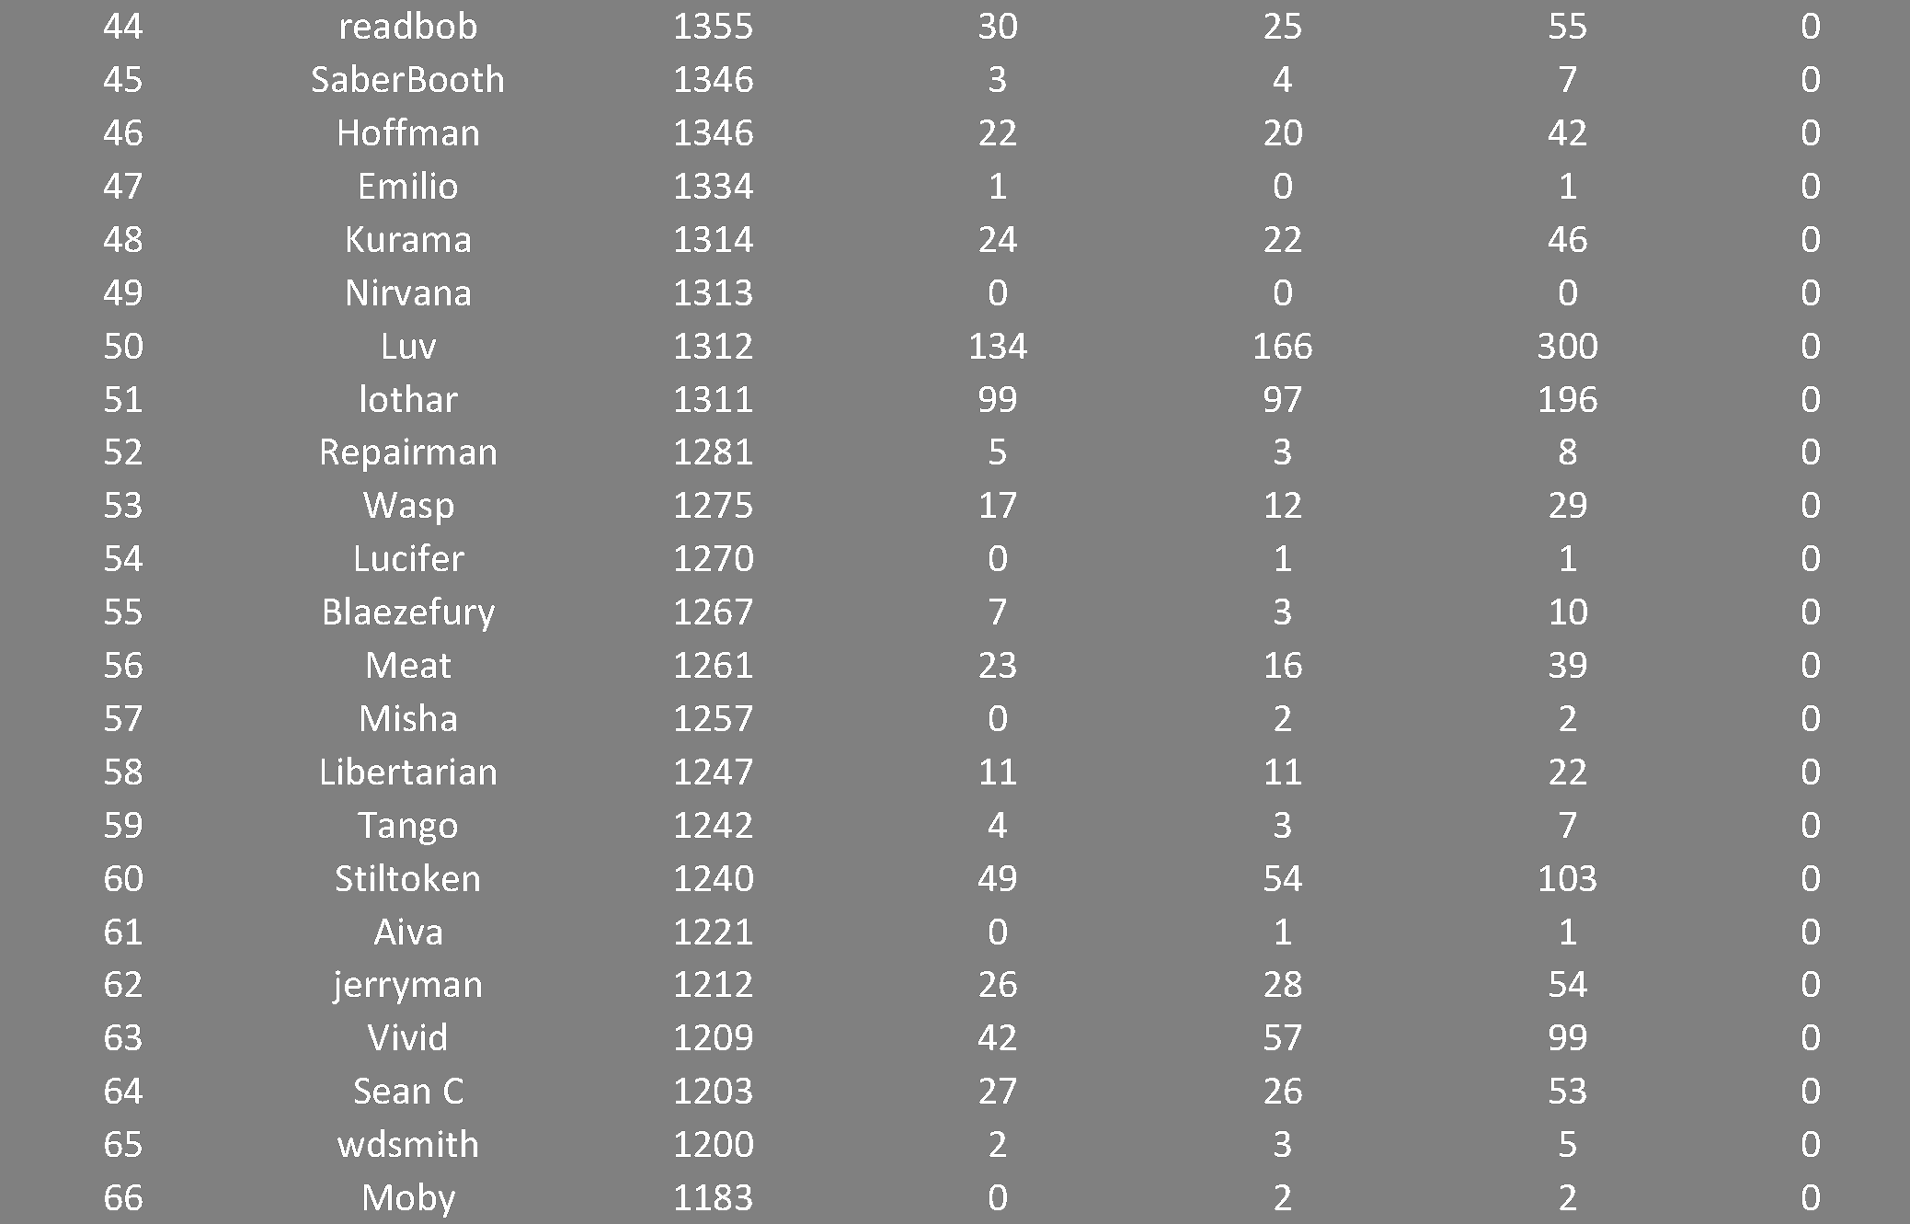 44 readbob 1355 30 25 55 0
45 SaberBooth 1346 3 4 7 0
46 Hoffman 1346 22 20 42 0
47 Emilio 1334 1 0 1 0
48 Kurama 1314 24 22 46 0
49 Nirvana 1313 0 0 0 0
50 Luv 1312 134 166 300 0
51 lothar 1311 99 97 196 0
52 Repairman 1281 5 3 8 0
53 Wasp 1275 17 12 29 0
54 Lucifer 1270 0 1 1 0
55 Blaezefury 1267 7 3 10 0
56 Meat 1261 23 16 39 0
57 Misha 1257 0 2 2 0
58 Libertarian 1247 11 11 22 0
59 Tango 1242 4 3 7 0
60 Stiltoken 1240 49 54 103 0
61 Aiva 1221 0 1 1 0
62 jerryman 1212 26 28 54 0
63 Vivid 1209 42 57 99 0
64 Sean C 1203 27 26 53 0
65 wdsmith 1200 2 3 5 0
66 Moby 1183 0 2 2 0